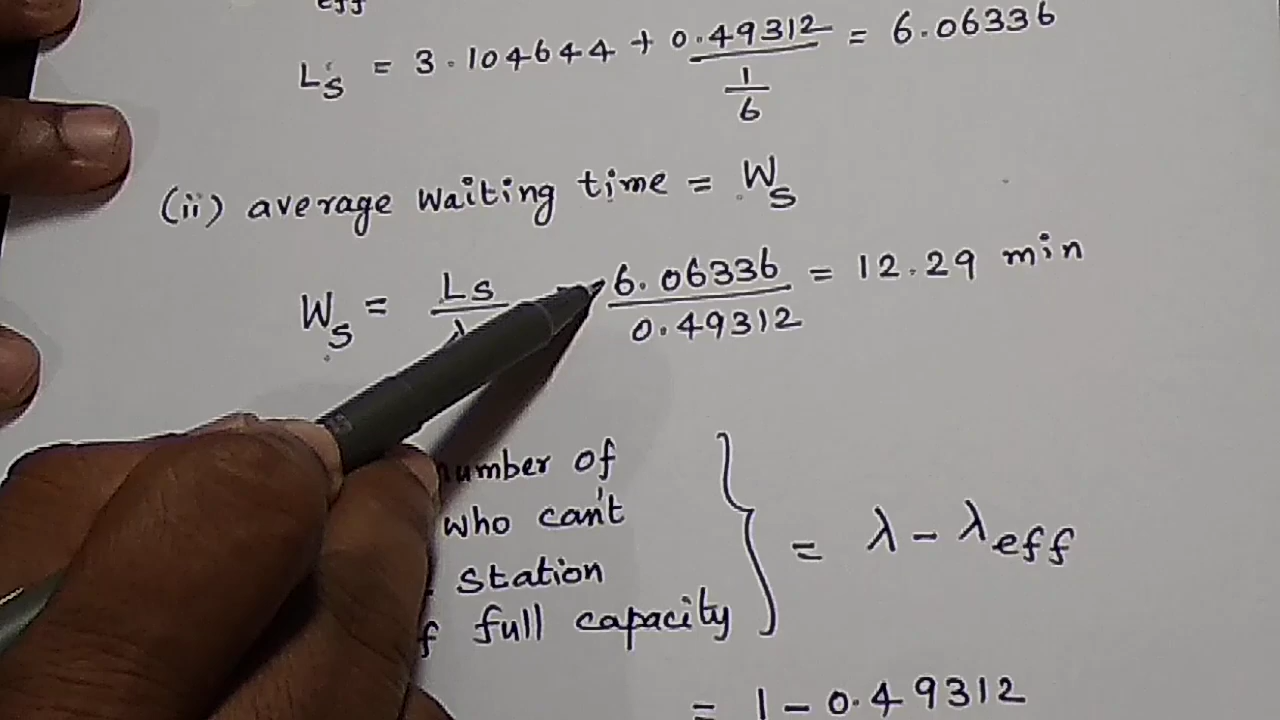 eff
Ls = 3.104644 + 0.49312 / 1/6 = 6.06336
(ii) average waiting time = Ws
Ws = Ls / λ = 6.06336 / 0.49312 = 12.29 min
number of
who can't
station
full capacity
} = λ - λeff
= 1 - 0.49312